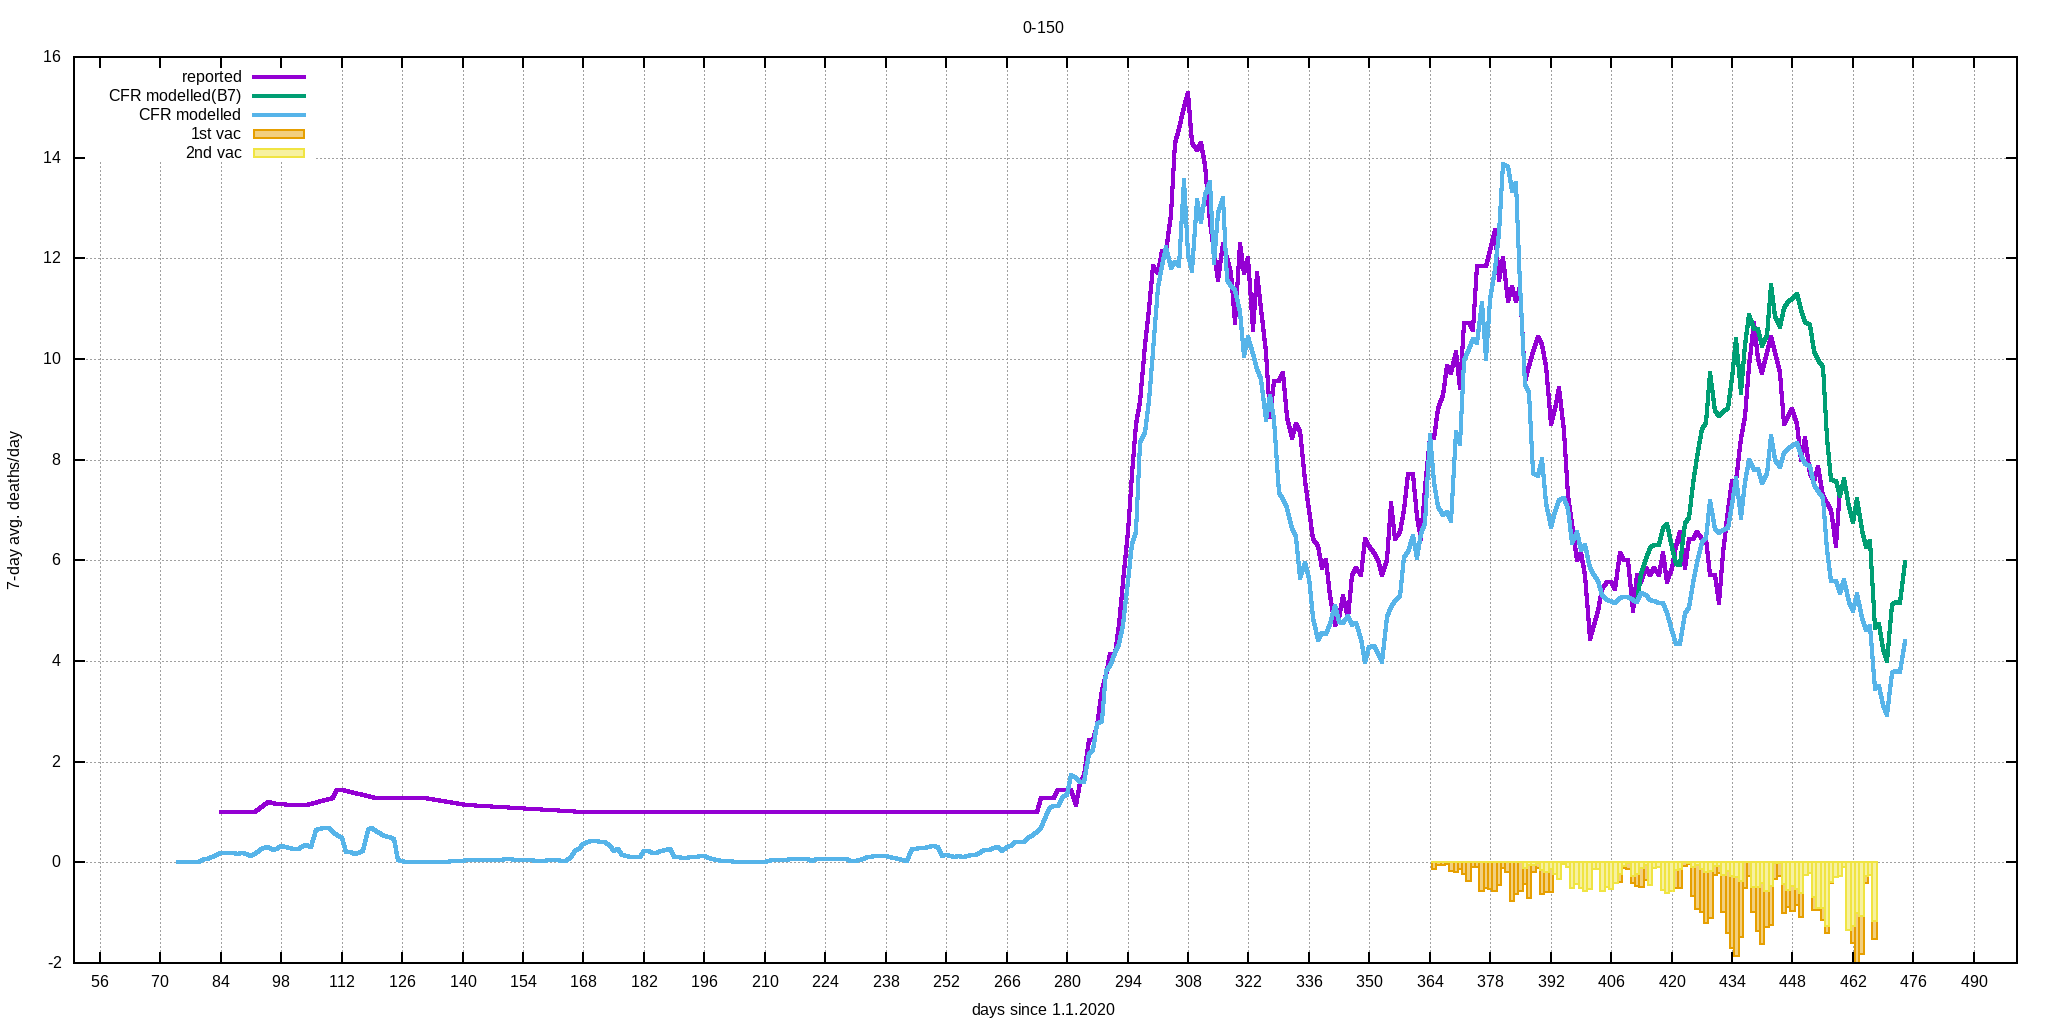 0-150
16
14
12
10
8
6
4
2
0
-2
7-day avg. deaths/day
reported
CFR modelled(B7)
CFR modelled
1st vac
2nd vac
56 70 84 98 112 126 140 154 168 182 196 210 224 238 252 266 280 294 308 322 336 350 364 378 392 406 420 434 448 462 476 490
days since 1.1.2020